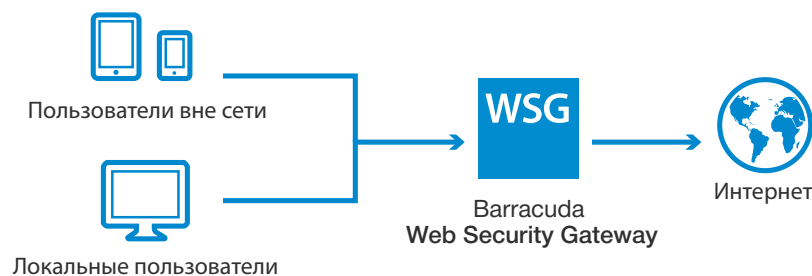 Пользователи вне сети
Локальные пользователи
WSG
Barracuda
Web Security Gateway
Интернет